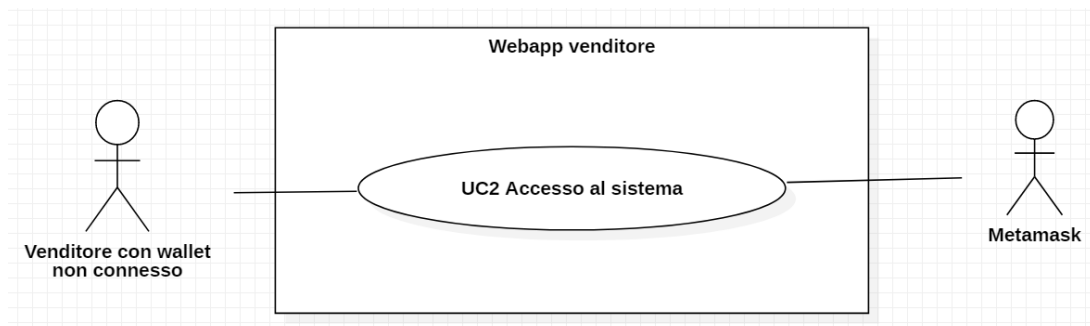 Webapp venditore
UC2 Accesso al sistema
Venditore con wallet
non connesso
Metamask